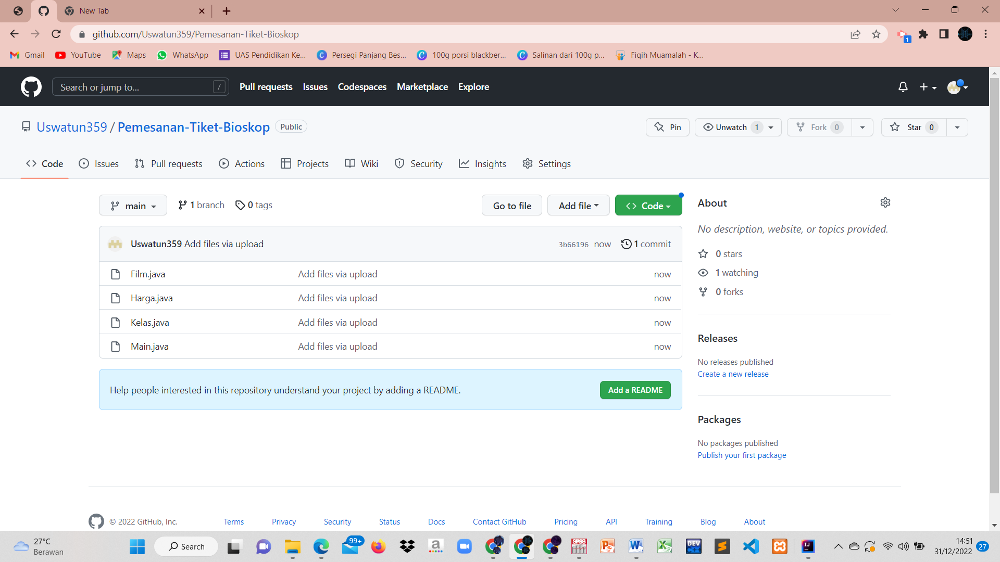 New Tab
github.com/Uswatun359/Pemesanan-Tiket-Bioskop
1
Gmail YouTube Maps WhatsApp UAS Pendidikan Ke... Persegi Panjang Bes... 100g porsi blackber... Salinan dari 100g p... Fiqih Muamalah - K...
Search or jump to... / Pull requests Issues Codespaces Marketplace Explore
Uswatun359 / Pemesanan-Tiket-Bioskop Public Pin Unwatch 1 Fork 0 Star 0
Code Issues Pull requests Actions Projects Wiki Security Insights Settings
main 1 branch 0 tags Go to file Add file Code
Uswatun359 Add files via upload 3b66196 now 1 commit
Film.java Add files via upload now
Harga.java Add files via upload now
Kelas.java Add files via upload now
Main.java Add files via upload now
Help people interested in this repository understand your project by adding a README. Add a README
About
No description, website, or topics provided.
0 stars
1 watching
0 forks
Releases
No releases published
Create a new release
Packages
No packages published
Publish your first package
© 2022 GitHub, Inc. Terms Privacy Security Status Docs Contact GitHub Pricing API Training Blog About
27°C
Berawan
Search
99+
a
SPSS
DEV C++
IJ
14:51
31/12/2022
27